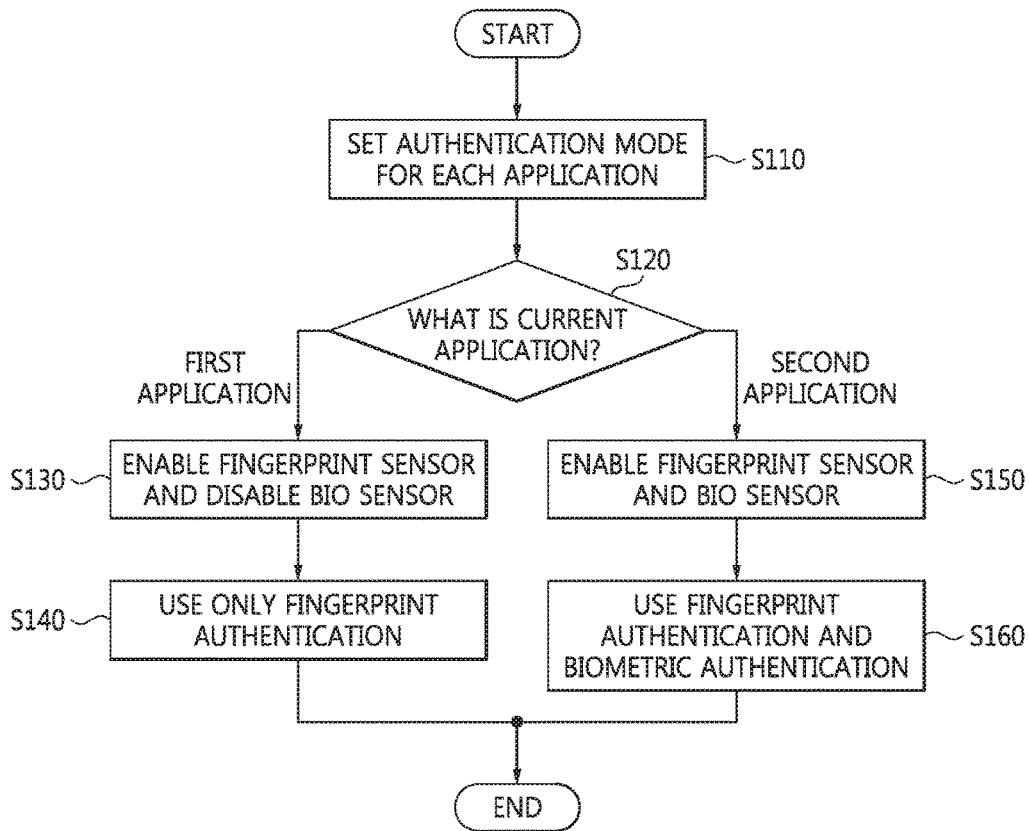 START
SET AUTHENTICATION MODE
FOR EACH APPLICATION
S110
S120
WHAT IS CURRENT
APPLICATION?
FIRST
APPLICATION
SECOND
APPLICATION
S130
ENABLE FINGERPRINT SENSOR
AND DISABLE BIO SENSOR
ENABLE FINGERPRINT SENSOR
AND BIO SENSOR
S150
S140
USE ONLY FINGERPRINT
AUTHENTICATION
USE FINGERPRINT
AUTHENTICATION AND
BIOMETRIC AUTHENTICATION
S160
END